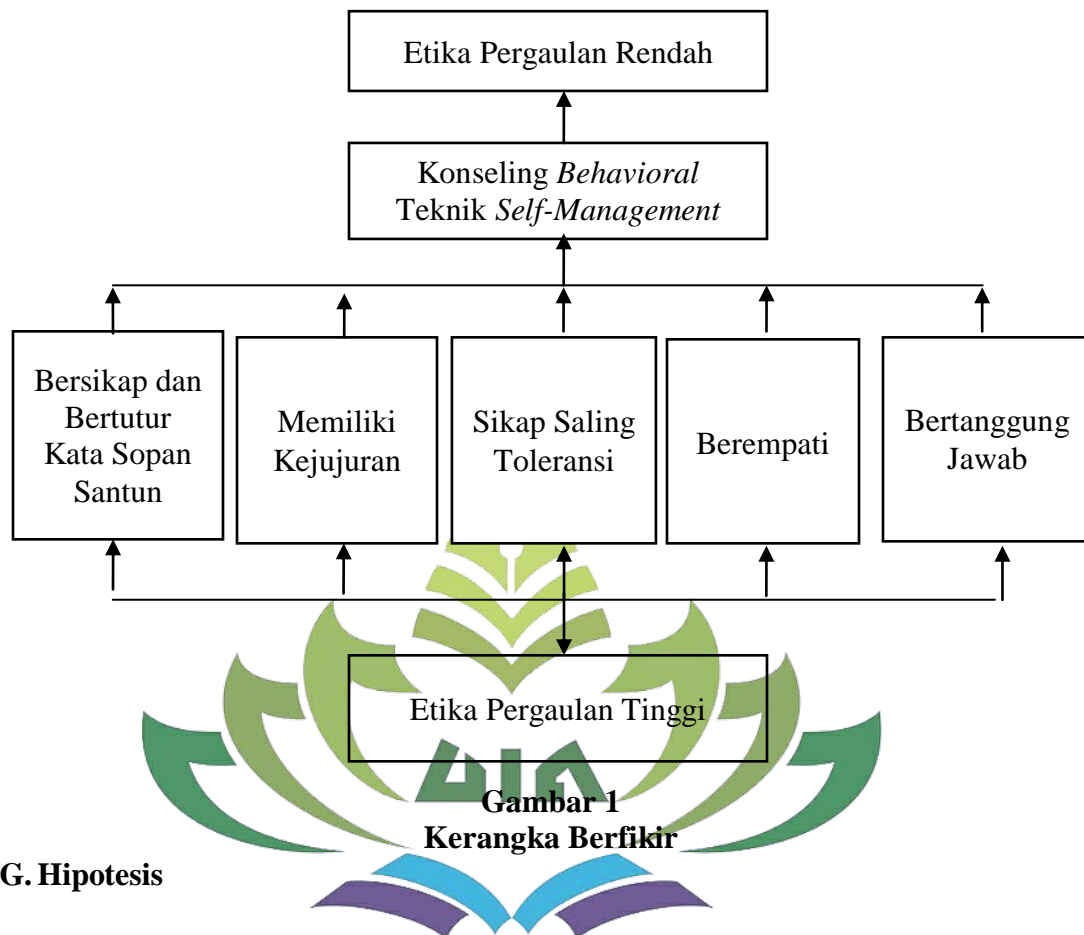 Etika Pergaulan Rendah
Konseling Behavioral
Teknik Self-Management
Bersikap dan
Bertutur
Kata Sopan
Santun
Memiliki
Kejujuran
Sikap Saling
Toleransi
Berempati
Bertanggung
Jawab
Etika Pergaulan Tinggi
UIN
Gambar 1
Kerangka Berfikir
G. Hipotesis